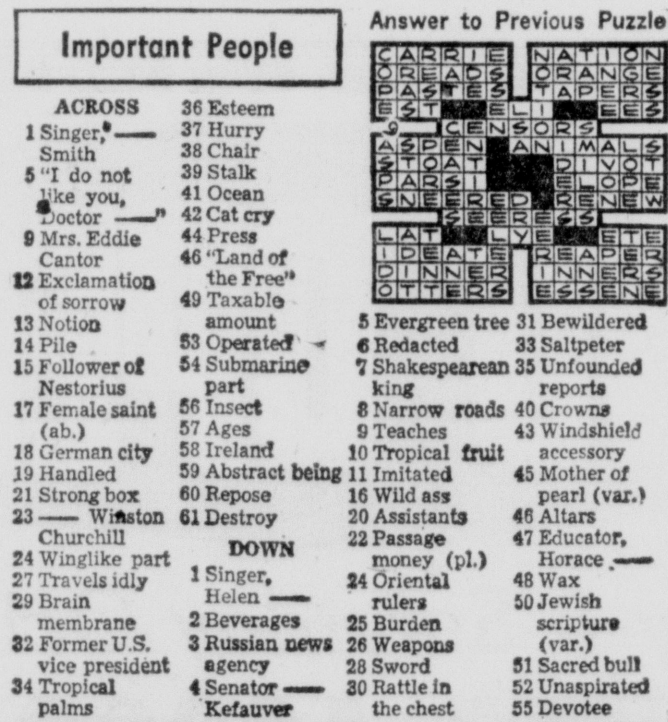 Important People
ACROSS
1 Singer, —
Smith
5 "I do not
like you,
Doctor —"
9 Mrs. Eddie
Cantor
12 Exclamation
of sorrow
13 Notion
14 Pile
15 Follower of
Nestorius
17 Female saint
(ab.)
18 German city
19 Handled
21 Strong box
23 — Winston
Churchill
24 Winglike part
27 Travels idly
29 Brain
membrane
32 Former U.S.
vice president
34 Tropical
palms
36 Esteem
37 Hurry
38 Chair
39 Stalk
41 Ocean
42 Cat cry
44 Press
46 "Land of
the Free"
49 Taxable
amount
53 Operated
54 Submarine
part
56 Insect
57 Ages
58 Ireland
59 Abstract being
60 Repose
61 Destroy
DOWN
1 Singer,
Helen —
2 Beverages
3 Russian news
agency
4 Senator —
Kefauver
Answer to Previous Puzzle
CARRIE NATION
OREADS ORANGE
PASTES TAPERS
EST ELI EES
CENSORS
ASPEN ANIMALS
STOAT DIVOT
PARSI ELOPE
SNEERED RENEW
SEERESS
LAT LYE ETE
IDEATE REAPER
DINNER INNERS
OTTERS ESSENE
5 Evergreen tree
6 Redacted
7 Shakespearean
king
8 Narrow roads
9 Teaches
10 Tropical fruit
11 Imitated
16 Wild ass
20 Assistants
22 Passage
money (pl.)
24 Oriental
rulers
25 Burden
26 Weapons
28 Sword
30 Rattle in
the chest
31 Bewildered
33 Saltpeter
35 Unfounded
reports
40 Crowns
43 Windshield
accessory
45 Mother of
pearl (var.)
46 Altars
47 Educator,
Horace —
48 Wax
50 Jewish
scripture
(var.)
51 Sacred bull
52 Unaspirated
55 Devotee